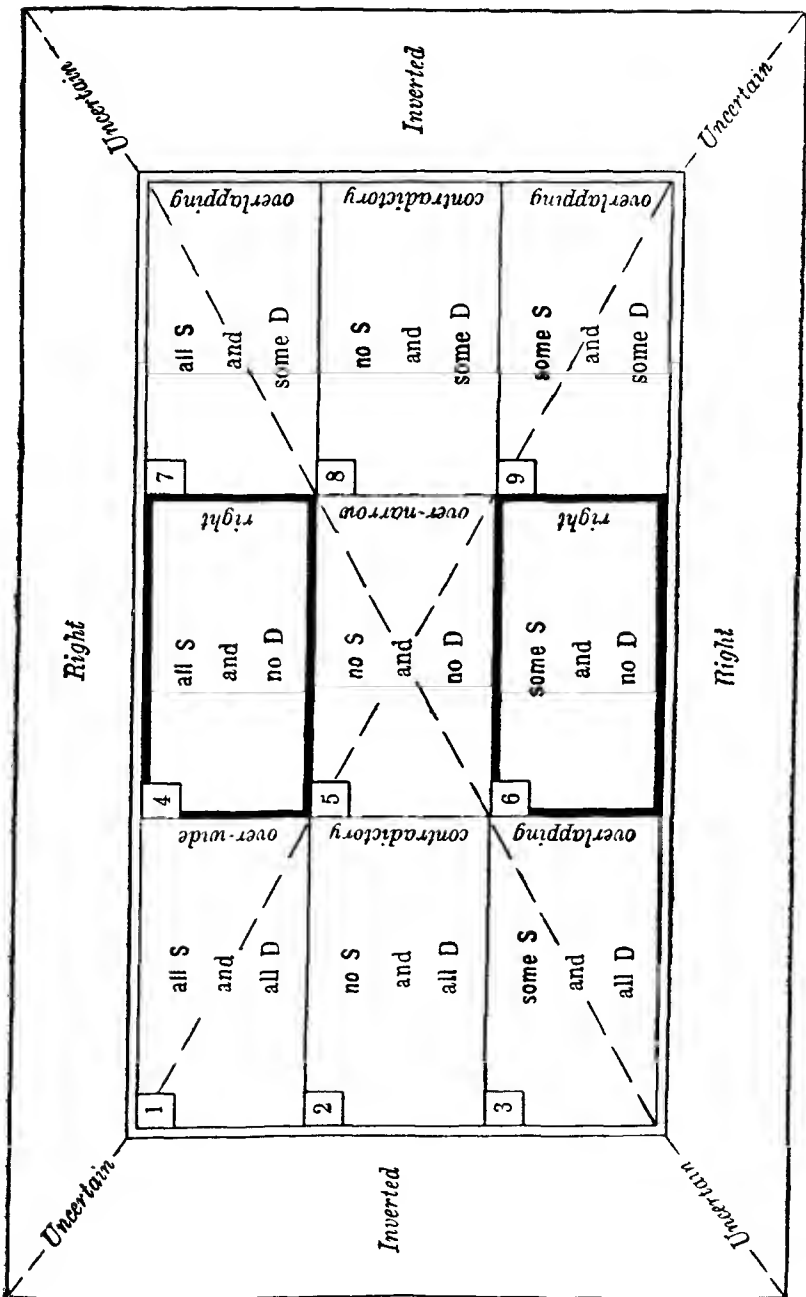 Uncertain
Right
Uncertain
Inverted
1
all S
and
all D
over-wide
4
all S
and
no D
right
7
all S
and
some D
overlapping
2
no S
and
all D
contradictory
5
no S
and
no D
over-narrow
8
no S
and
some D
contradictory
3
some S
and
all D
overlapping
6
some S
and
no D
right
9
some S
and
some D
overlapping
Inverted
Uncertain
Right
Uncertain